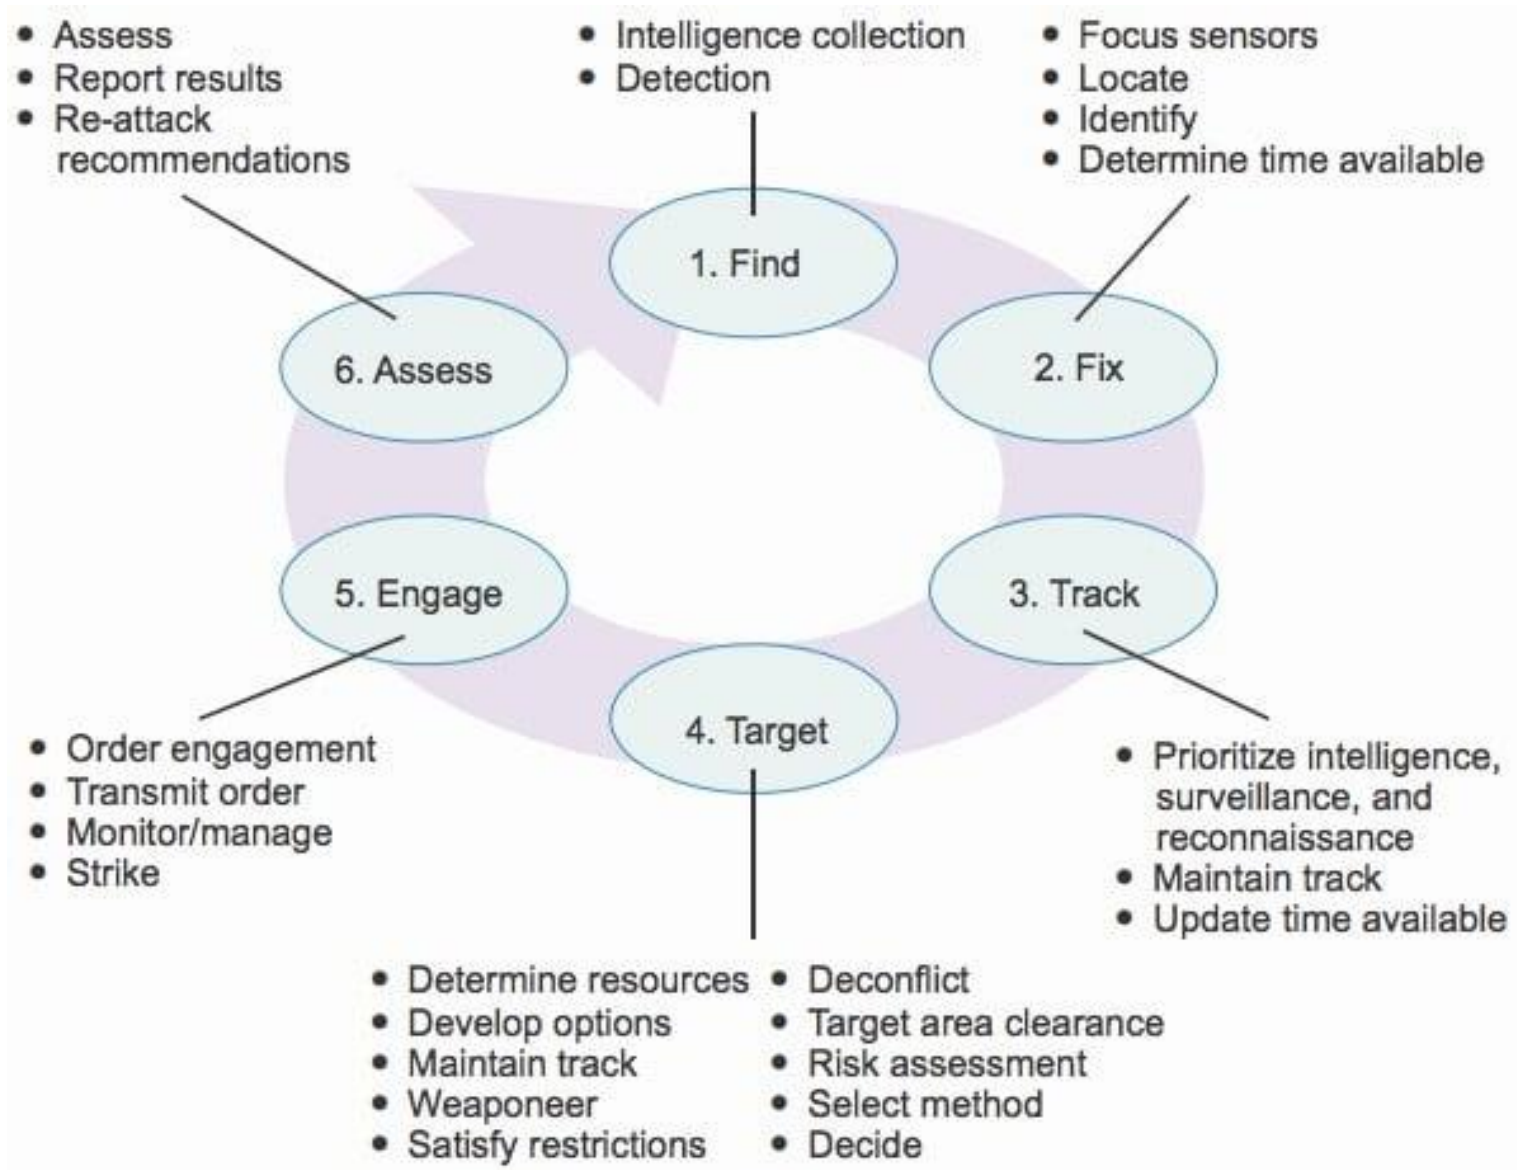 • Assess
• Report results
• Re-attack
recommendations
• Intelligence collection
• Detection
• Focus sensors
• Locate
• Identify
• Determine time available
1. Find
2. Fix
3. Track
4. Target
5. Engage
6. Assess
• Prioritize intelligence,
surveillance, and
reconnaissance
• Maintain track
• Update time available
• Determine resources
• Develop options
• Maintain track
• Weaponeer
• Satisfy restrictions
• Deconflict
• Target area clearance
• Risk assessment
• Select method
• Decide
• Order engagement
• Transmit order
• Monitor/manage
• Strike